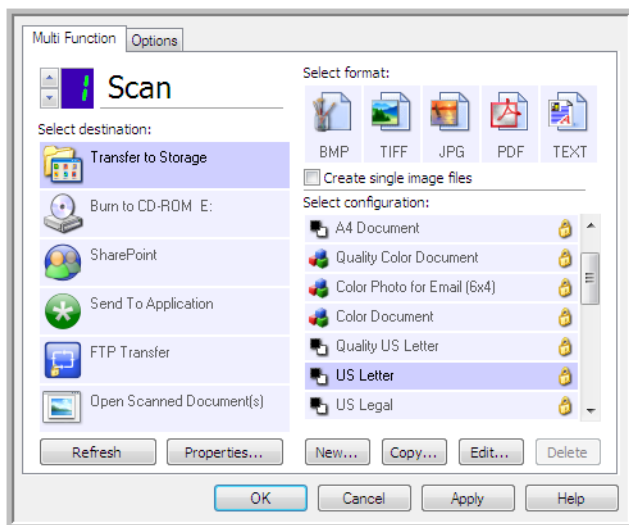 Multi Function
Options
1 Scan
Select destination:
Transfer to Storage
Burn to CD-ROM E:
SharePoint
Send To Application
FTP Transfer
Open Scanned Document(s)
Refresh
Properties...
Select format:
BMP
TIFF
JPG
PDF
TEXT
Create single image files
Select configuration:
A4 Document
Quality Color Document
Color Photo for Email (6x4)
Color Document
Quality US Letter
US Letter
US Legal
New...
Copy...
Edit...
Delete
OK
Cancel
Apply
Help